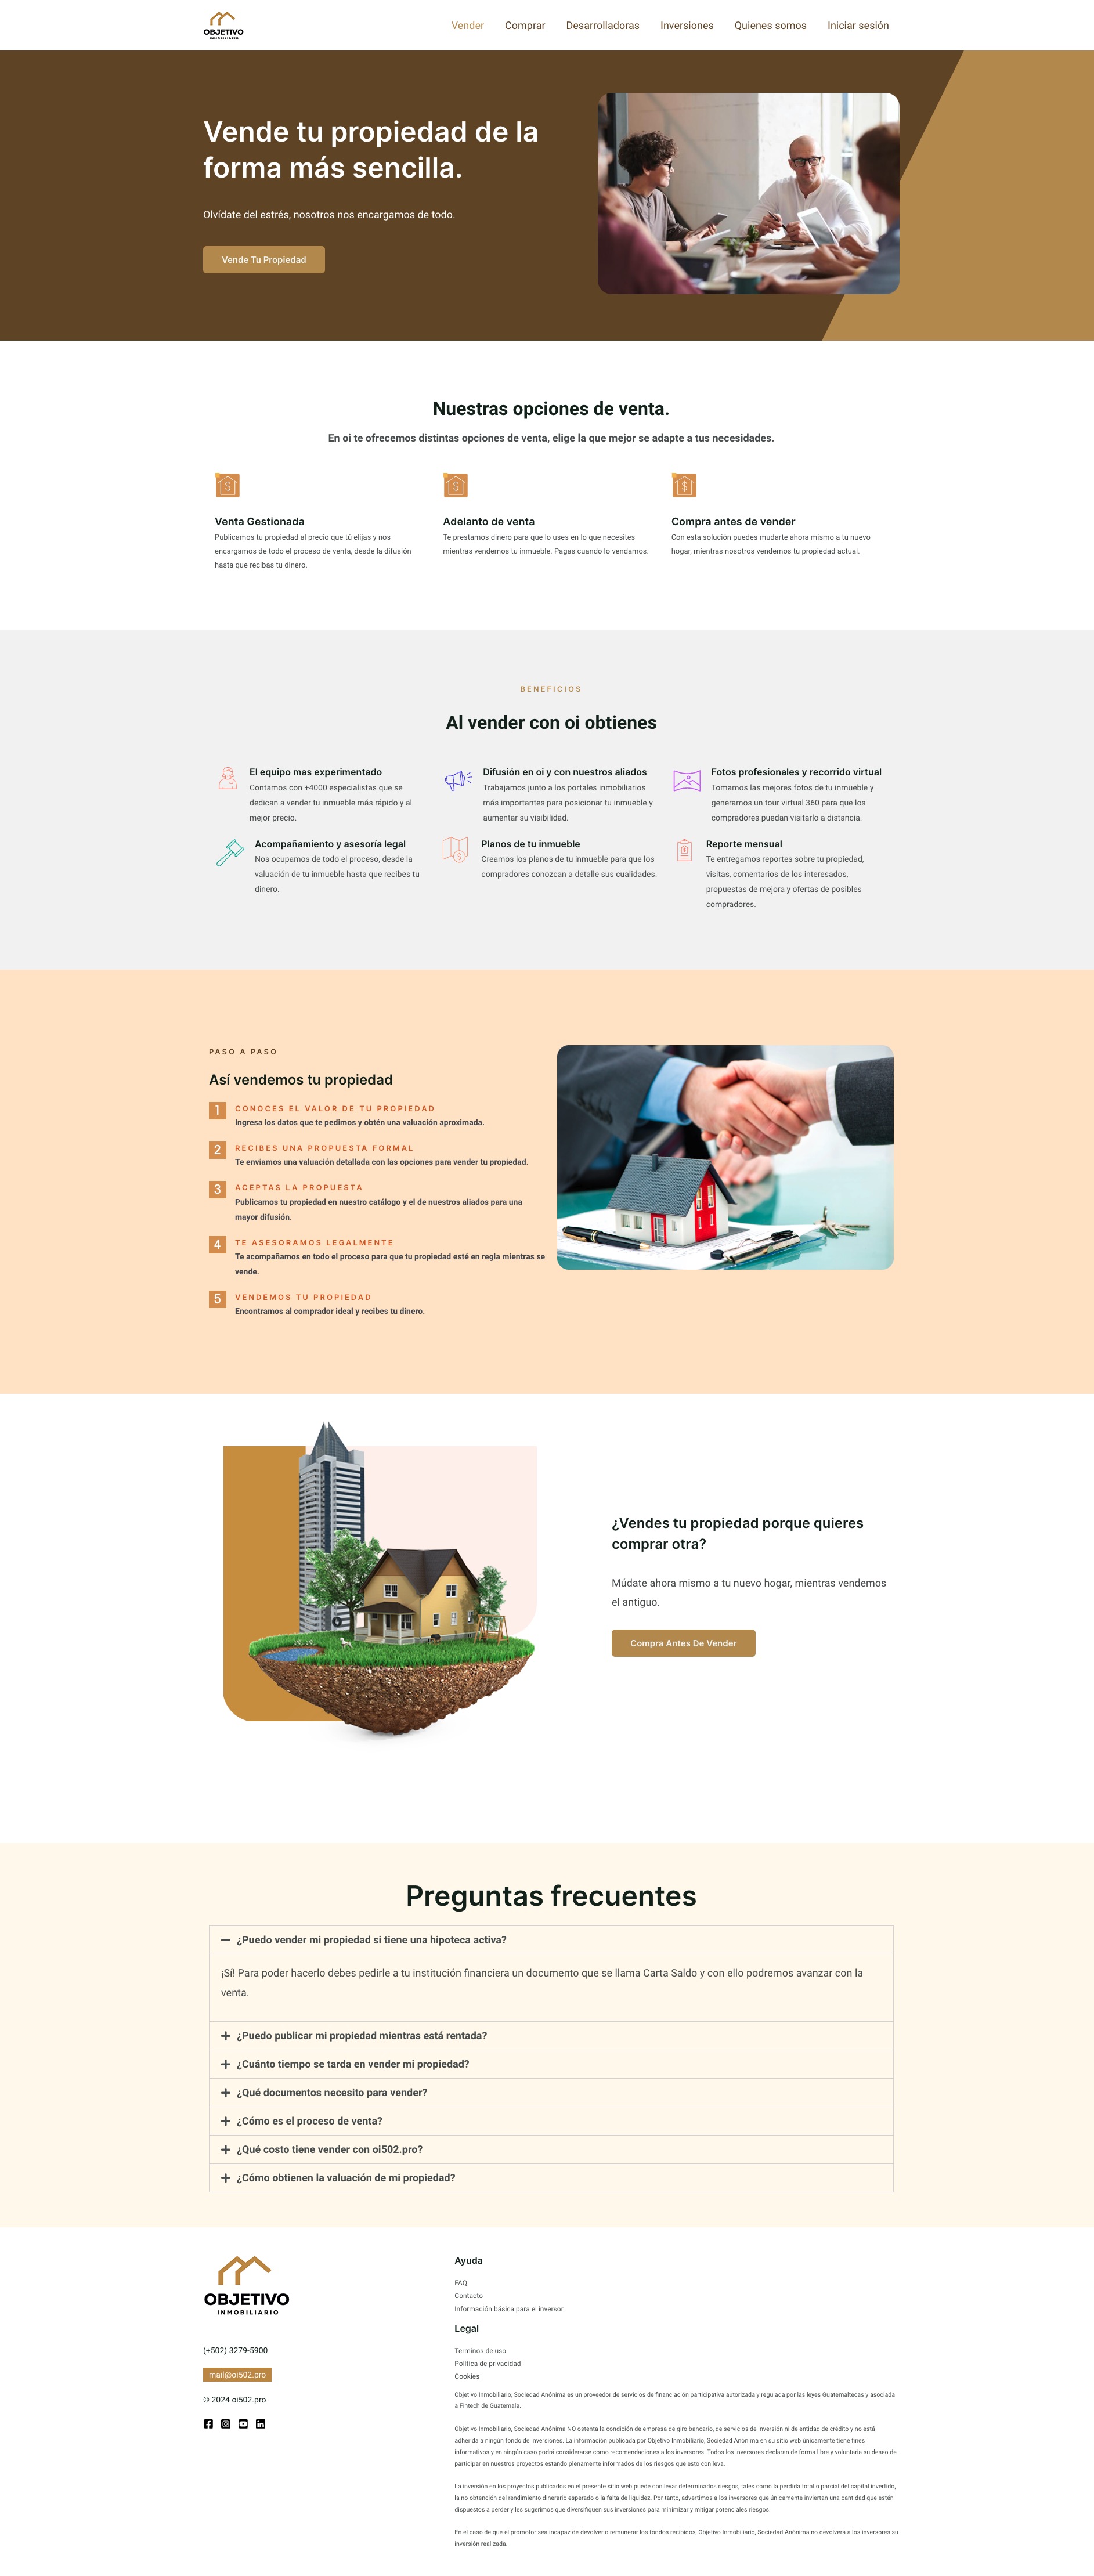 OBJETIVO
INMOBILIARIO
Vender Comprar Desarrolladoras Inversiones Quienes somos Iniciar sesión
Vende tu propiedad de la
forma más sencilla.
Olvídate del estrés, nosotros nos encargamos de todo.
Vende Tu Propiedad
Nuestras opciones de venta.
En oi te ofrecemos distintas opciones de venta, elige la que mejor se adapte a tus necesidades.
Venta Gestionada
Publicamos tu propiedad al precio que tú elijas y nos
encargamos de todo el proceso de venta, desde la difusión
hasta que recibas tu dinero.
Adelanto de venta
Te prestamos dinero para que lo uses en lo que necesites
mientras vendemos tu inmueble. Pagas cuando lo vendamos.
Compra antes de vender
Con esta solución puedes mudarte ahora mismo a tu nuevo
hogar, mientras nosotros vendemos tu propiedad actual.
BENEFICIOS
Al vender con oi obtienes
El equipo mas experimentado
Contamos con +4000 especialistas que se
dedican a vender tu inmueble más rápido y al
mejor precio.
Difusión en oi y con nuestros aliados
Trabajamos junto a los portales inmobiliarios
más importantes para posicionar tu inmueble y
aumentar su visibilidad.
Fotos profesionales y recorrido virtual
Tomamos las mejores fotos de tu inmueble y
generamos un tour virtual 360 para que los
compradores puedan visitarlo a distancia.
Acompañamiento y asesoría legal
Nos ocupamos de todo el proceso, desde la
valuación de tu inmueble hasta que recibes tu
dinero.
Planos de tu inmueble
Creamos los planos de tu inmueble para que los
compradores conozcan a detalle sus cualidades.
Reporte mensual
Te entregamos reportes sobre tu propiedad,
visitas, comentarios de los interesados,
propuestas de mejora y ofertas de posibles
compradores.
PASO A PASO
Así vendemos tu propiedad
1 CONOCES EL VALOR DE TU PROPIEDAD
Ingresa los datos que te pedimos y obtén una valuación aproximada.
2 RECIBES UNA PROPUESTA FORMAL
Te enviamos una valuación detallada con las opciones para vender tu propiedad.
3 ACEPTAS LA PROPUESTA
Publicamos tu propiedad en nuestro catálogo y el de nuestros aliados para una
mayor difusión.
4 TE ASESORAMOS LEGALMENTE
Te acompañamos en todo el proceso para que tu propiedad esté en regla mientras se
vende.
5 VENDEMOS TU PROPIEDAD
Encontramos al comprador ideal y recibes tu dinero.
¿Vendes tu propiedad porque quieres
comprar otra?
Múdate ahora mismo a tu nuevo hogar, mientras vendemos
el antiguo.
Compra Antes De Vender
Preguntas frecuentes
¿Puedo vender mi propiedad si tiene una hipoteca activa?
¡Sí! Para poder hacerlo debes pedirle a tu institución financiera un documento que se llama Carta Saldo y con ello podremos avanzar con la
venta.
¿Puedo publicar mi propiedad mientras está rentada?
¿Cuánto tiempo se tarda en vender mi propiedad?
¿Qué documentos necesito para vender?
¿Cómo es el proceso de venta?
¿Qué costo tiene vender con oi502.pro?
¿Cómo obtienen la valuación de mi propiedad?
OBJETIVO
INMOBILIARIO
(+502) 3279-5900
mail@oi502.pro
© 2024 oi502.pro
Ayuda
FAQ
Contacto
Información básica para el inversor
Legal
Terminos de uso
Política de privacidad
Cookies
Objetivo Inmobiliario, Sociedad Anónima es un proveedor de servicios de financiación participativa autorizada y regulada por las leyes Guatemaltecas y asociada
a Fintech de Guatemala.
Objetivo Inmobiliario, Sociedad Anónima NO ostenta la condición de empresa de giro bancario, de servicios de inversión ni de entidad de crédito y no está
adherida a ningún fondo de inversiones. La información publicada por Objetivo Inmobiliario, Sociedad Anónima en su sitio web únicamente tiene fines
informativos y en ningún caso podrá considerarse como recomendaciones a los inversores. Todos los inversores declaran de forma libre y voluntaria su deseo de
participar en nuestros proyectos estando plenamente informados de los riesgos que esto conlleva.
La inversión en los proyectos publicados en el presente sitio web puede conllevar determinados riesgos, tales como la pérdida total o parcial del capital invertido,
la no obtención del rendimiento dinerario esperado o la falta de liquidez. Por tanto, advertimos a los inversores que únicamente inviertan una cantidad que estén
dispuestos a perder y les sugerimos que diversifiquen sus inversiones para minimizar y mitigar potenciales riesgos.
En el caso de que el promotor sea incapaz de devolver o remunerar los fondos recibidos, Objetivo Inmobiliario, Sociedad Anónima no devolverá a los inversores su
inversión realizada.